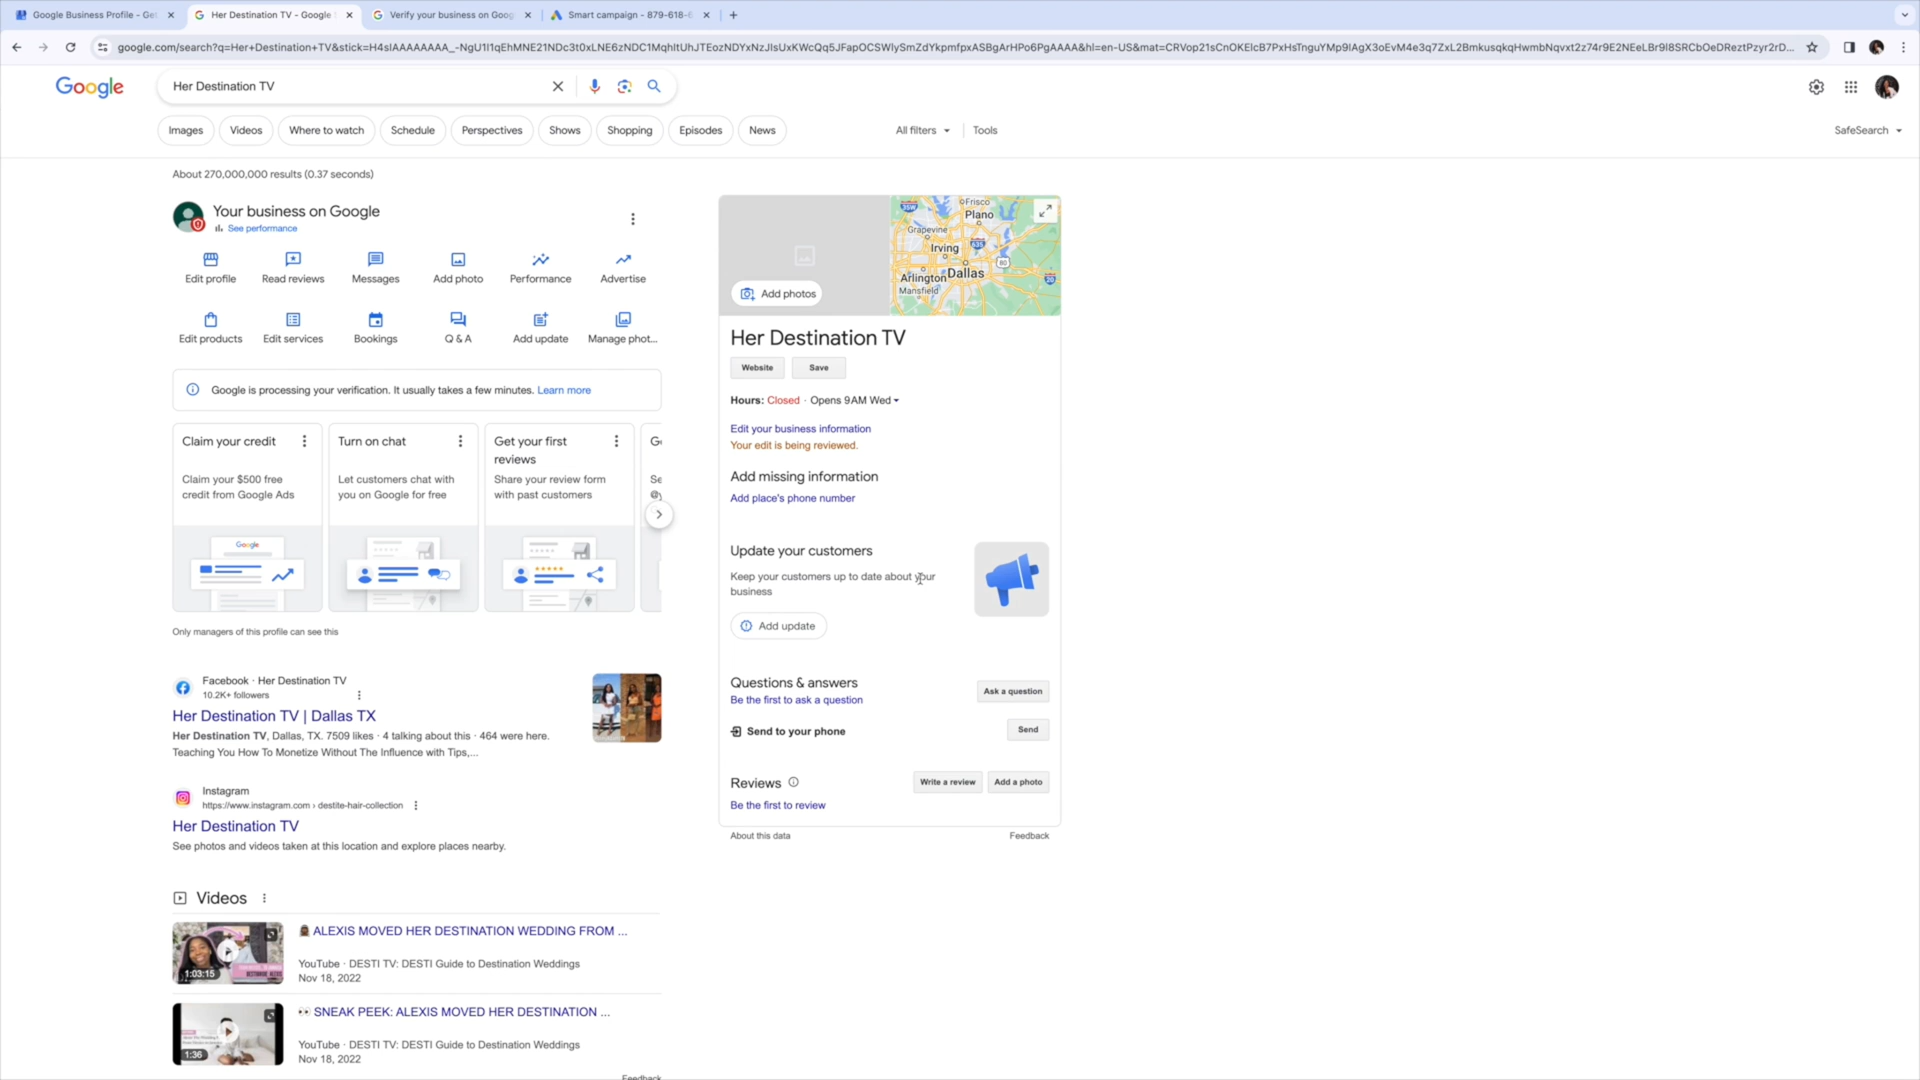 Google Business Profile - Get
Her Destination TV - Google
Verify your business on Goog
Smart campaign - 879-618-6
google.com/search?q=Her+Destination+TV&stick=
Google
Her Destination TV
Images
Videos
Where to watch
Schedule
Perspectives
Shows
Shopping
Episodes
News
All filters
Tools
SafeSearch
About 270,000,000 results (0.37 seconds)
Your business on Google
See performance
Edit profile
Read reviews
Messages
Add photo
Performance
Advertise
Edit products
Edit services
Bookings
Q & A
Add update
Manage phot...
Google is processing your verification. It usually takes a few minutes. Learn more
Claim your credit
Claim your $500 free
credit from Google Ads
Google
Turn on chat
Let customers chat with
you on Google for free
Get your first
reviews
Share your review form
with past customers
Only managers of this profile can see this
Facebook · Her Destination TV
10.2K+ followers
Her Destination TV | Dallas TX
Her Destination TV, Dallas, TX. 7509 likes · 4 talking about this · 464 were here.
Teaching You How To Monetize Without The Influence with Tips,...
Instagram
https://www.instagram.com › destite-hair-collection
Her Destination TV
See photos and videos taken at this location and explore places nearby.
Videos
1:03:15
ALEXIS MOVED HER DESTINATION WEDDING FROM ...
YouTube · DESTI TV: DESTI Guide to Destination Weddings
Nov 18, 2022
1:36
SNEAK PEEK: ALEXIS MOVED HER DESTINATION ...
YouTube · DESTI TV: DESTI Guide to Destination Weddings
Nov 18, 2022
Feedback
Add photos
Frisco
Plano
Grapevine
Irving
Arlington
Dallas
Mansfield
Her Destination TV
Website
Save
Hours: Closed · Opens 9 AM Wed
Edit your business information
Your edit is being reviewed.
Add missing information
Add place's phone number
Update your customers
Keep your customers up to date about your
business
Add update
Questions & answers
Be the first to ask a question
Ask a question
Send to your phone
Send
Reviews
Write a review
Add a photo
Be the first to review
About this data
Feedback